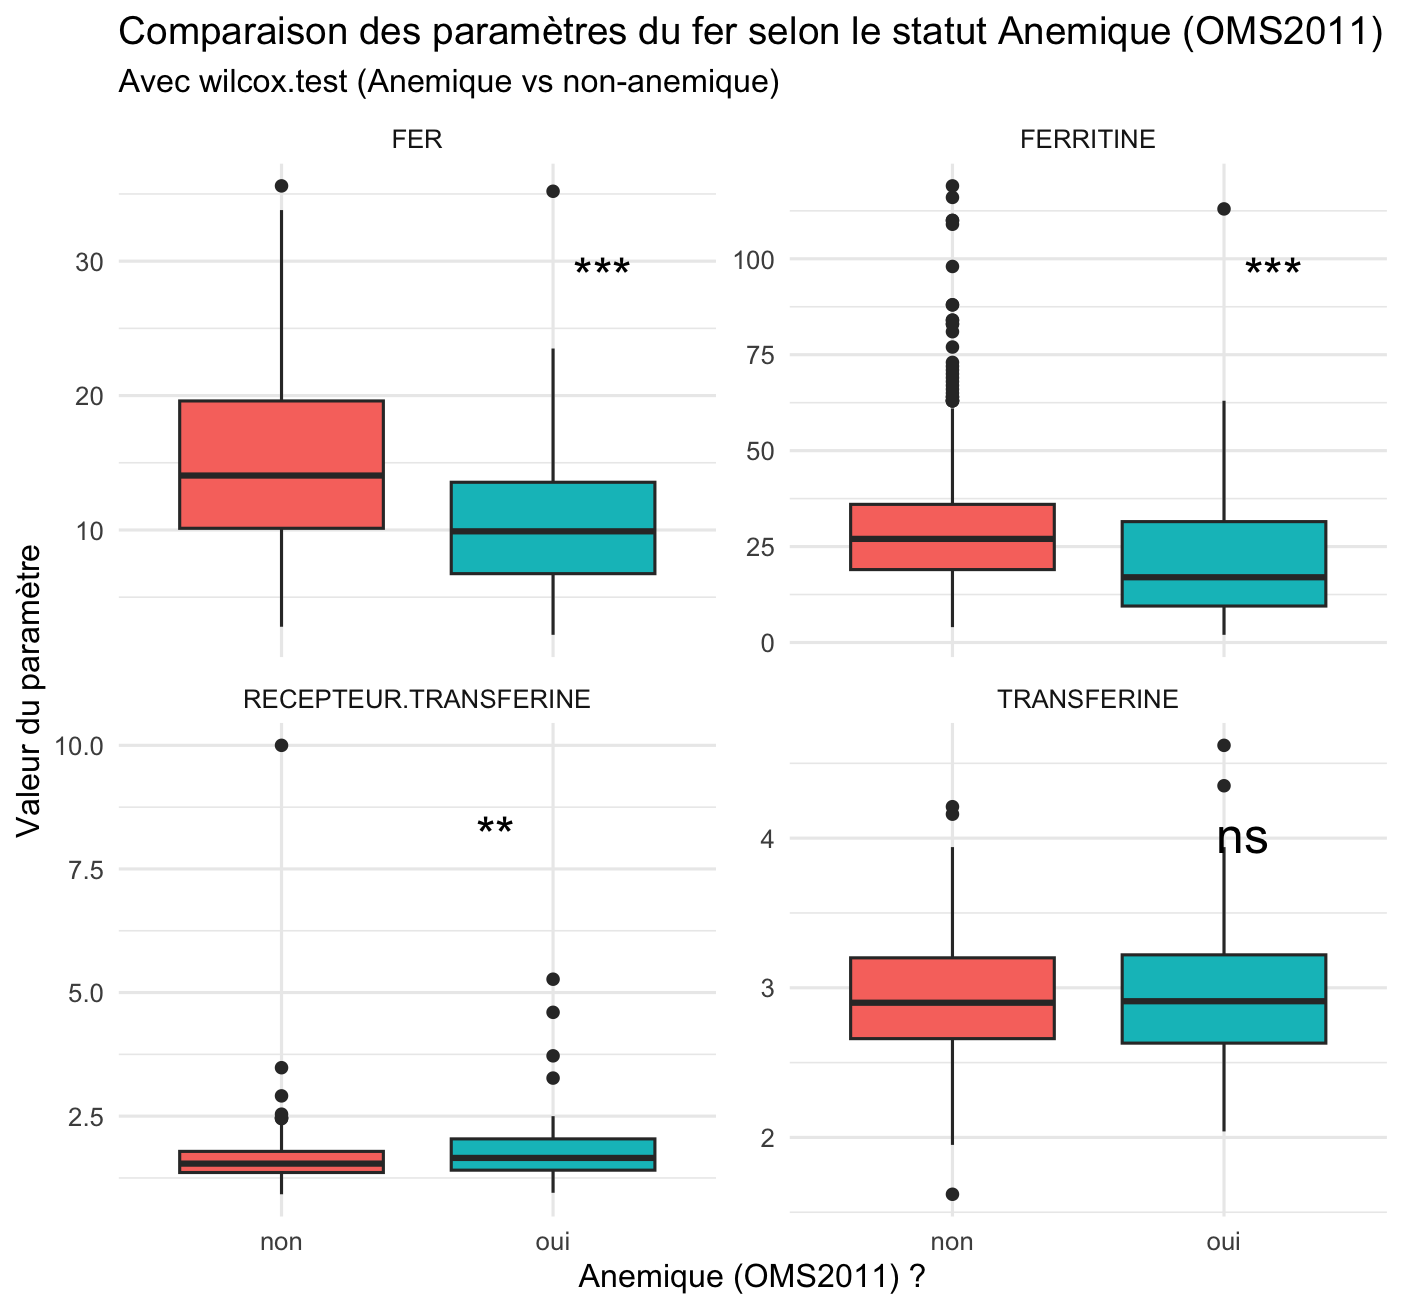 Comparaison des paramètres du fer selon le statut Anemique (OMS2011)
Avec wilcox.test (Anemique vs non-anemique)
FER
30
20
10
***
FERRITINE
100
75
50
25
0
***
Valeur du paramètre
RECEPTEUR.TRANSFERINE
10.0
7.5
5.0
2.5
**
non
oui
TRANSFERINE
4
3
2
ns
non
oui
Anemique (OMS2011) ?